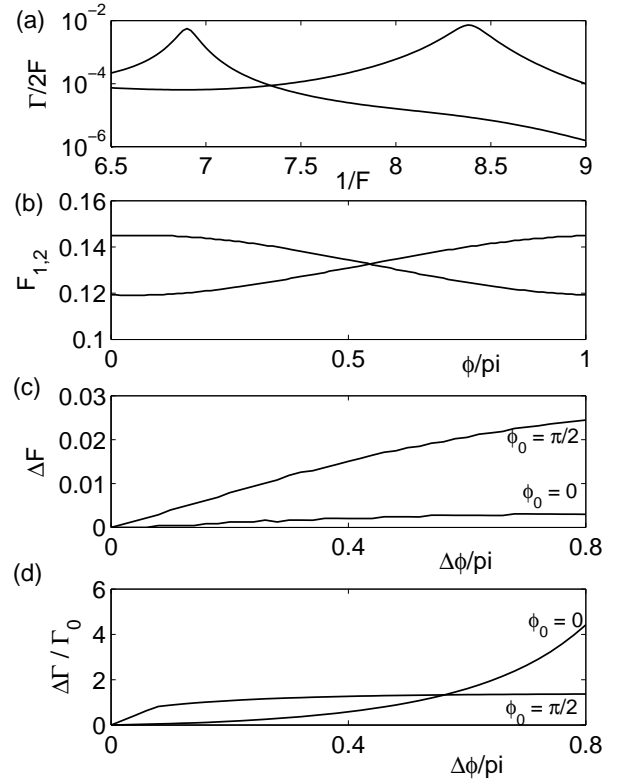 (a)
10^-2
10^-4
10^-6
Γ/2F
6.5 7 7.5 8 8.5 9
1/F
(b)
0.16
0.14
0.12
0.1
F_1,2
0 0.5 1
ϕ/pi
(c)
0.03
0.02
0.01
0
ΔF
ϕ_0 = π/2
ϕ_0 = 0
0 0.4 0.8
Δϕ/pi
(d)
6
4
2
0
ΔΓ / Γ_0
ϕ_0 = 0
ϕ_0 = π/2
0 0.4 0.8
Δϕ/pi